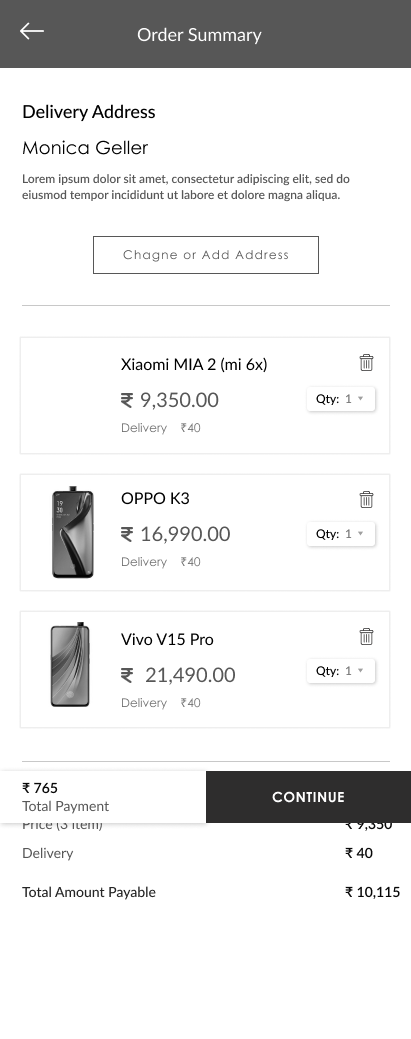 Order Summary
Delivery Address
Monica Geller
Lorem ipsum dolor sit amet, consectetur adipiscing elit, sed do
eiusmod tempor incididunt ut labore et dolore magna aliqua.
Chagne or Add Address
Xiaomi MIA 2 (mi 6x)
₹ 9,350.00
Qty: 1
Delivery ₹40
OPPO K3
₹ 16,990.00
Qty: 1
Delivery ₹40
Vivo V15 Pro
₹ 21,490.00
Qty: 1
Delivery ₹40
₹ 765
Total Payment
CONTINUE
Price (3 item) ₹ 9,350
Delivery ₹ 40
Total Amount Payable ₹ 10,115